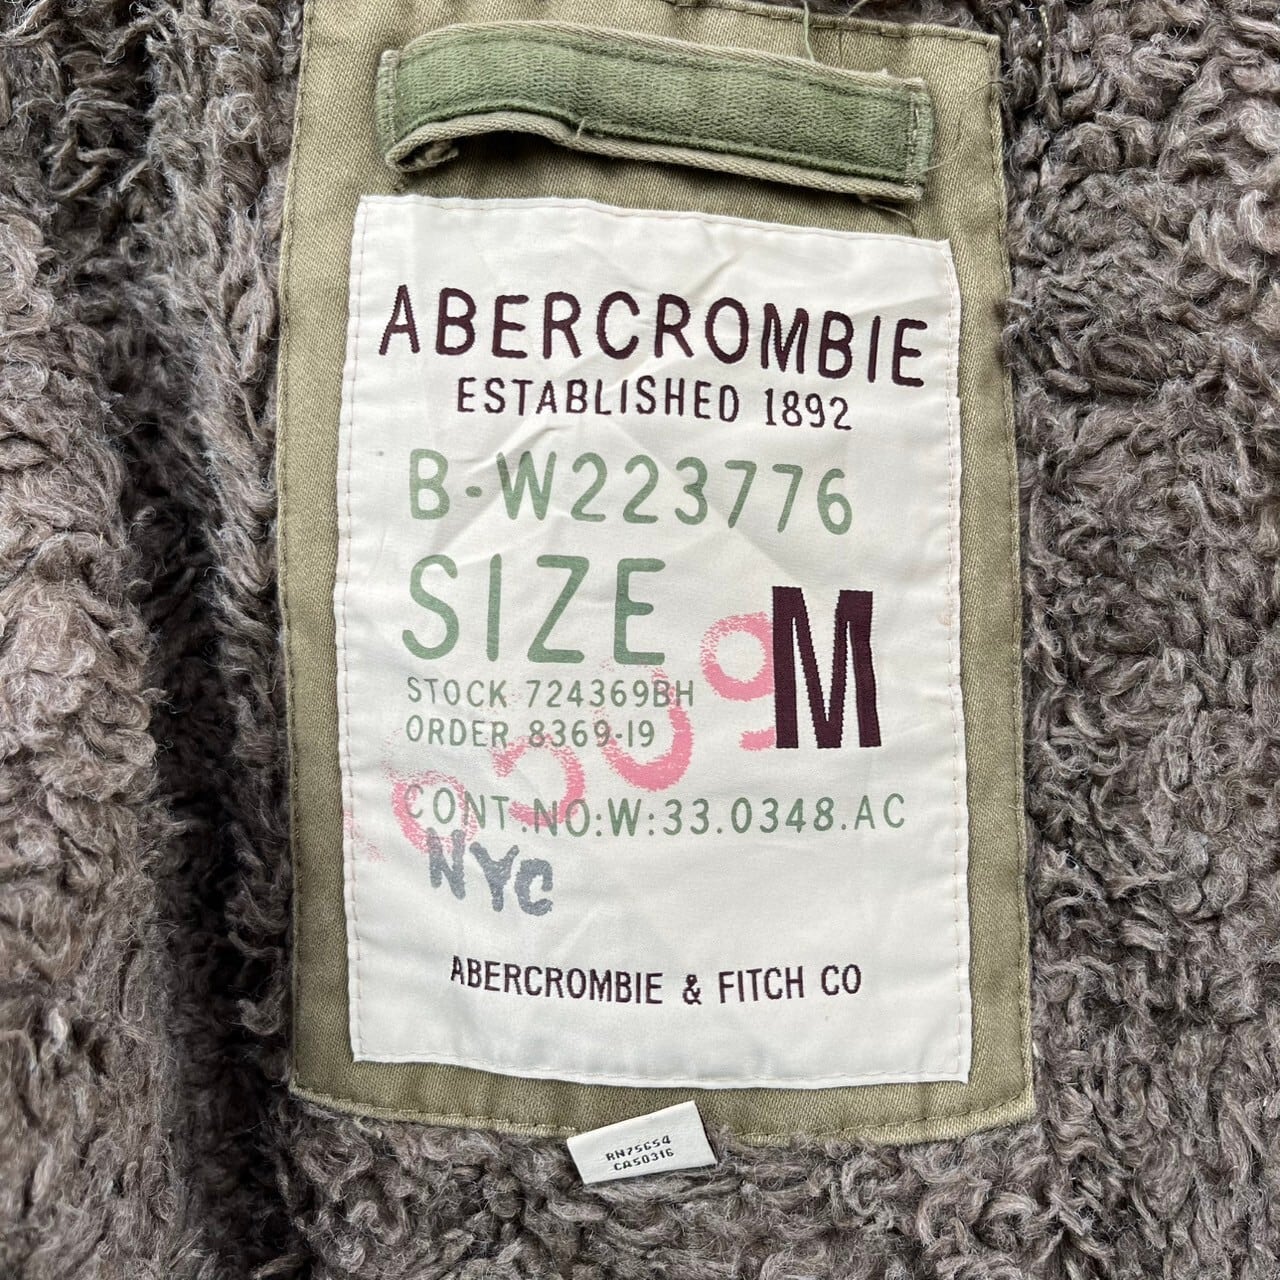 ABERCROMBIE
ESTABLISHED 1892
B-W223776
SIZE M
STOCK 724369BH
ORDER 8369-19
CONT.NO:W:33.0348.AC
NYC
ABERCROMBIE & FITCH CO
RN75654
CA50316